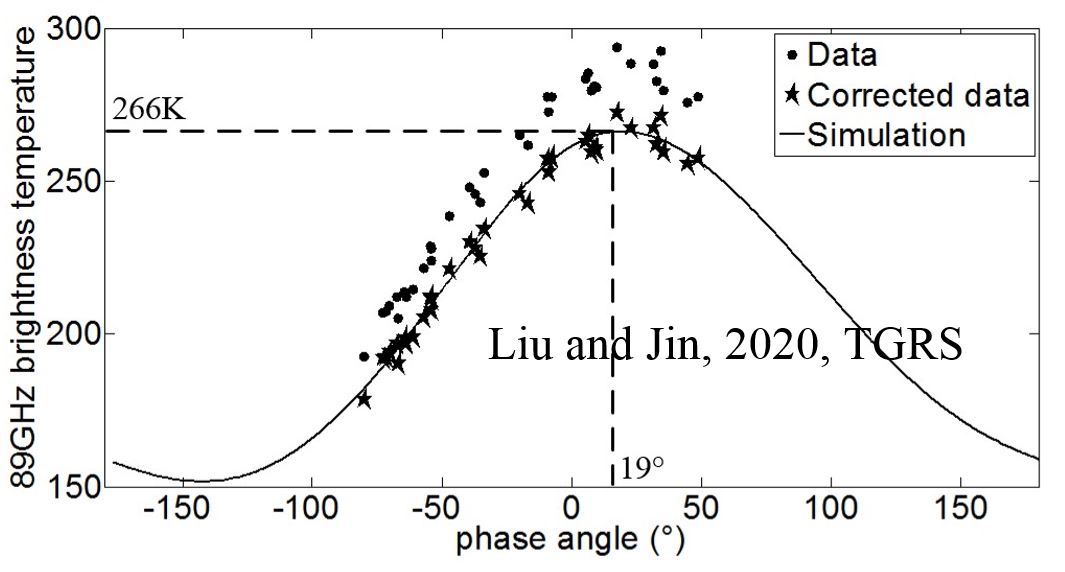 300
250
200
150
89GHz brightness temperature
266K
Data
Corrected data
Simulation
Liu and Jin, 2020, TGRS
19°
-150 -100 -50 0 50 100 150
phase angle (°)